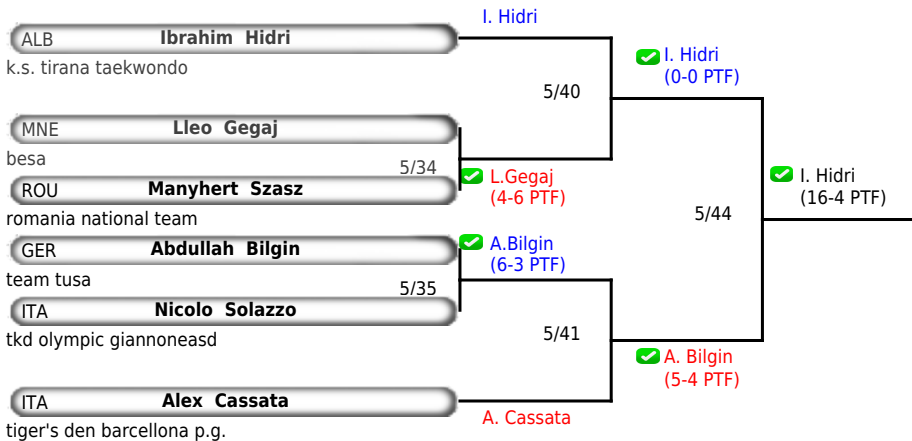 I. Hidri
ALB Ibrahim Hidri
k.s. tirana taekwondo
I. Hidri
(0-0 PTF)
5/40
MNE Lleo Gegaj
besa
5/34
L.Gegaj
(4-6 PTF)
ROU Manyhert Szasz
romania national team
I. Hidri
(16-4 PTF)
5/44
GER Abdullah Bilgin
team tusa
A.Bilgin
(6-3 PTF)
5/35
ITA Nicolo Solazzo
tkd olympic giannoneasd
5/41
A. Bilgin
(5-4 PTF)
ITA Alex Cassata
tiger's den barcellona p.g.
A. Cassata